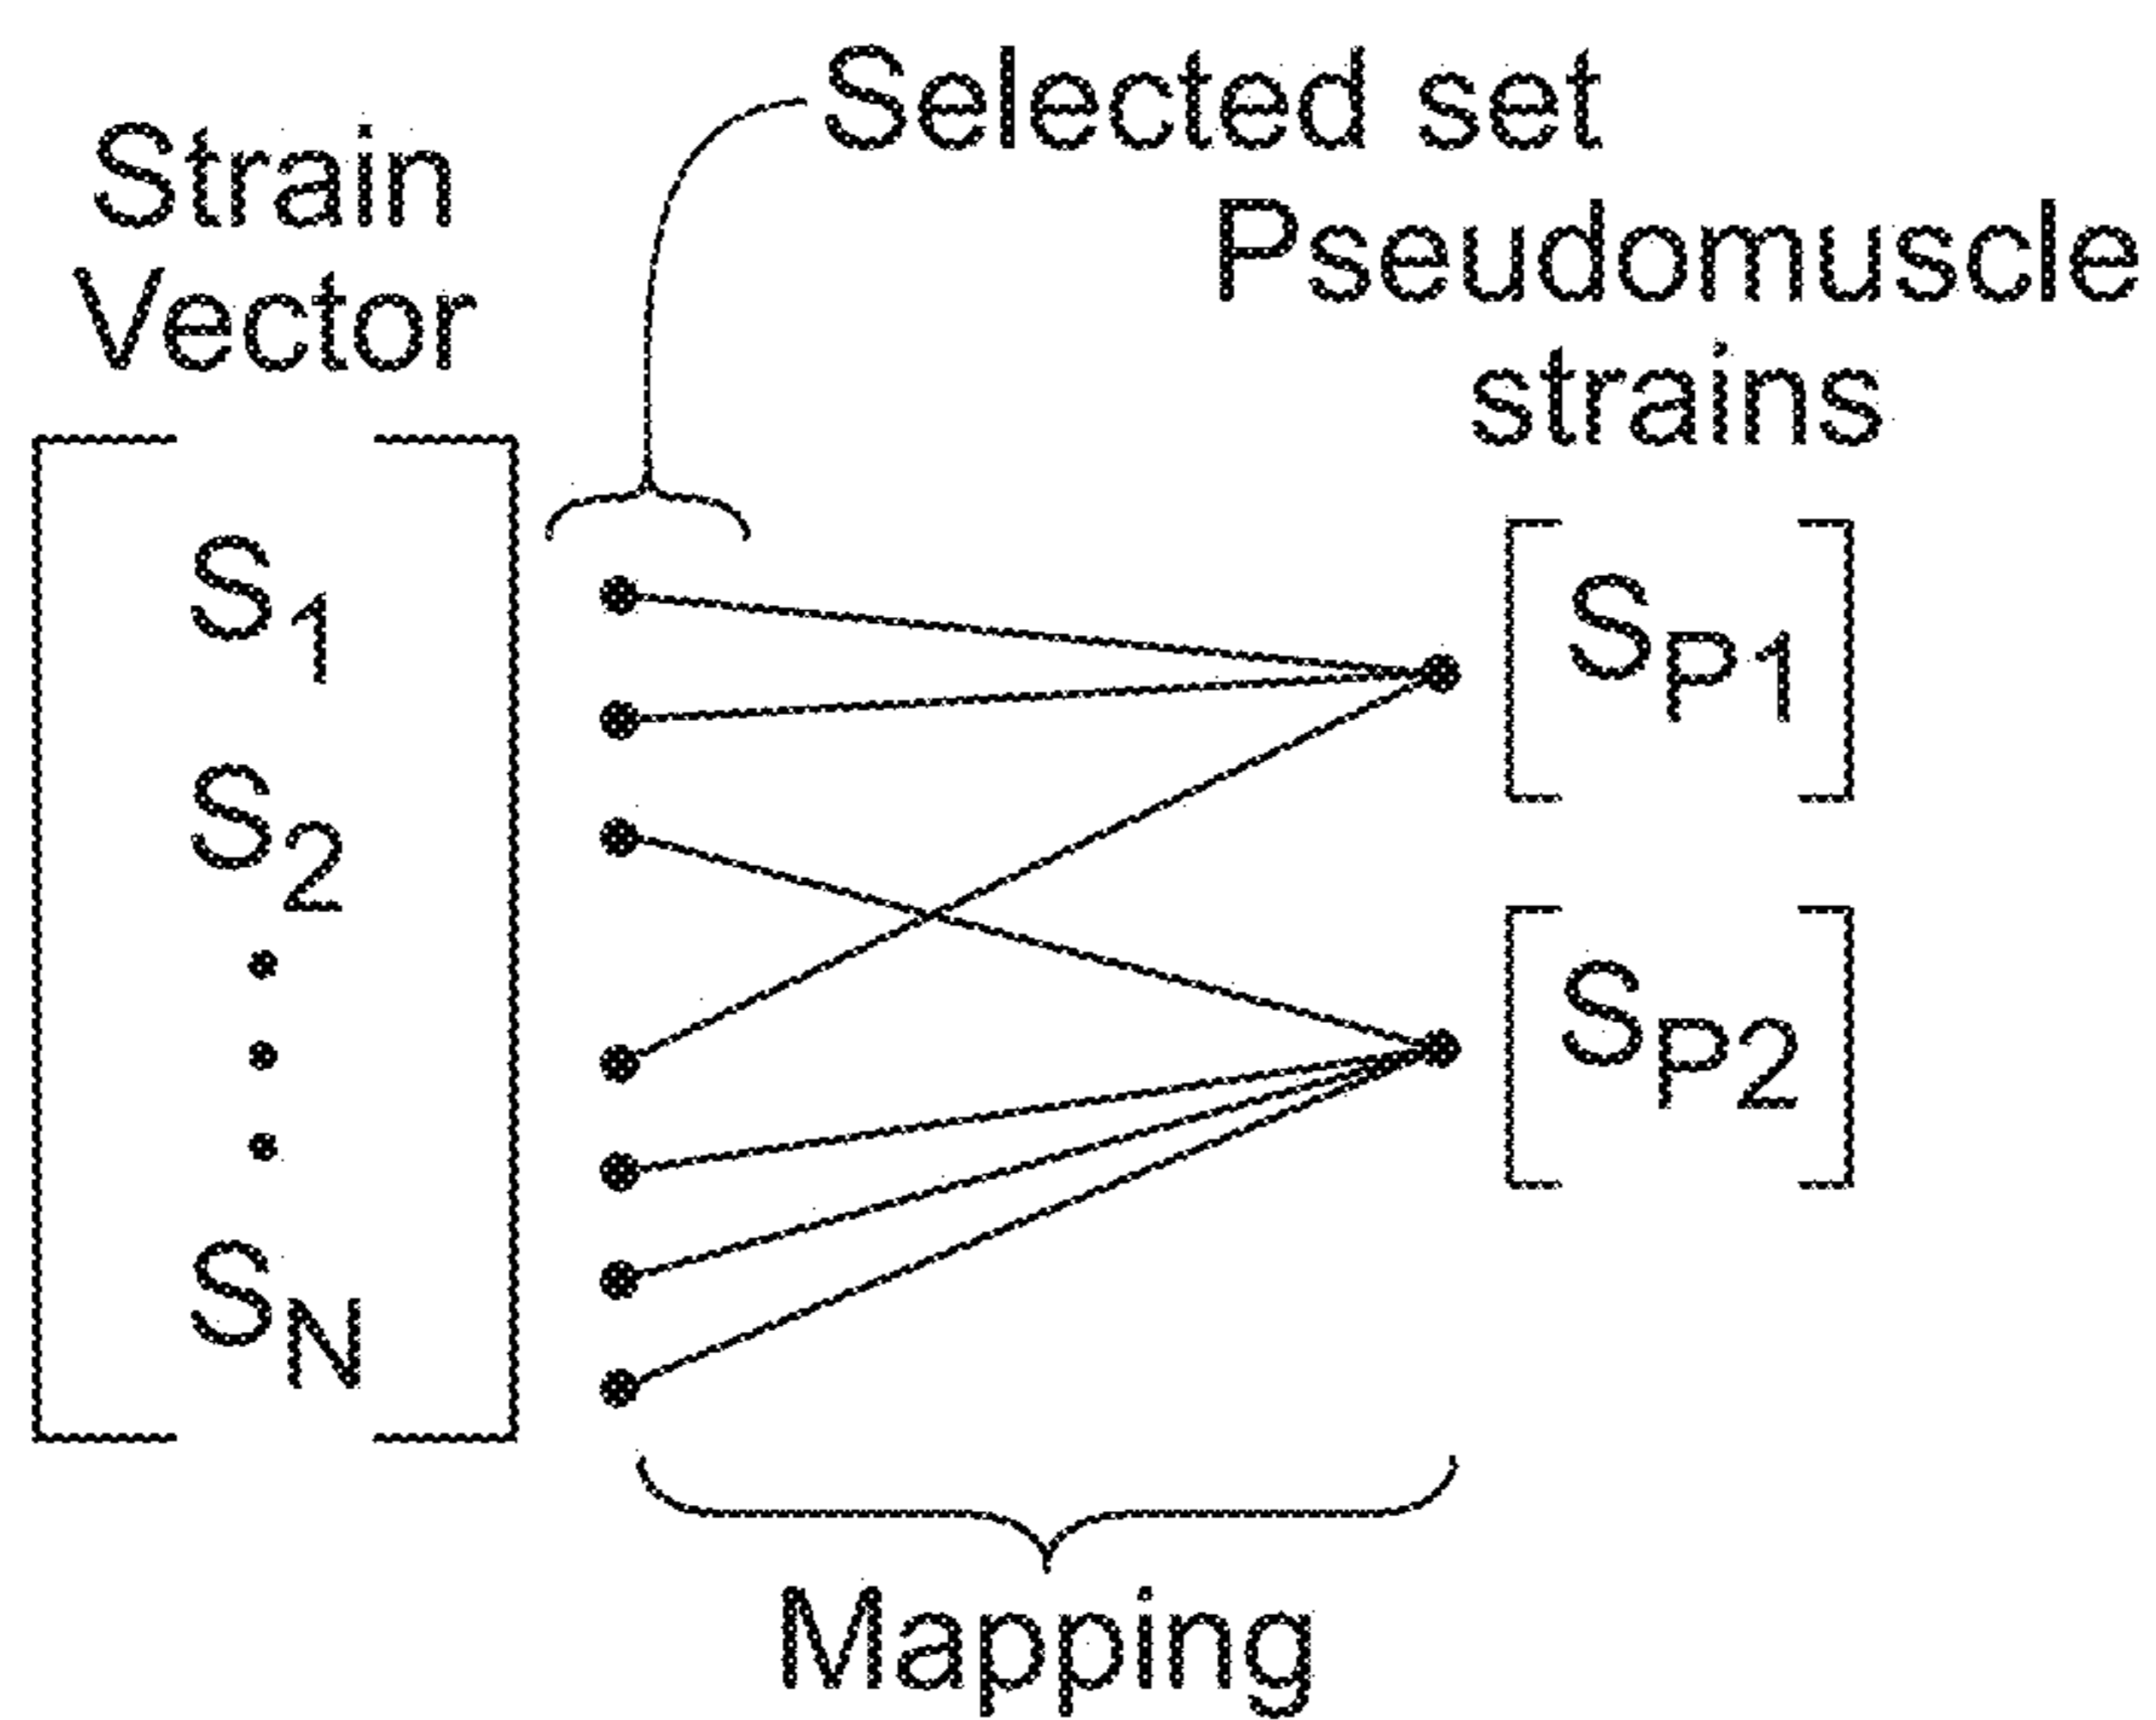 Selected set
Strain
Vector
Pseudomuscle
strains
S1
S2
SN
SP1
SP2
Mapping